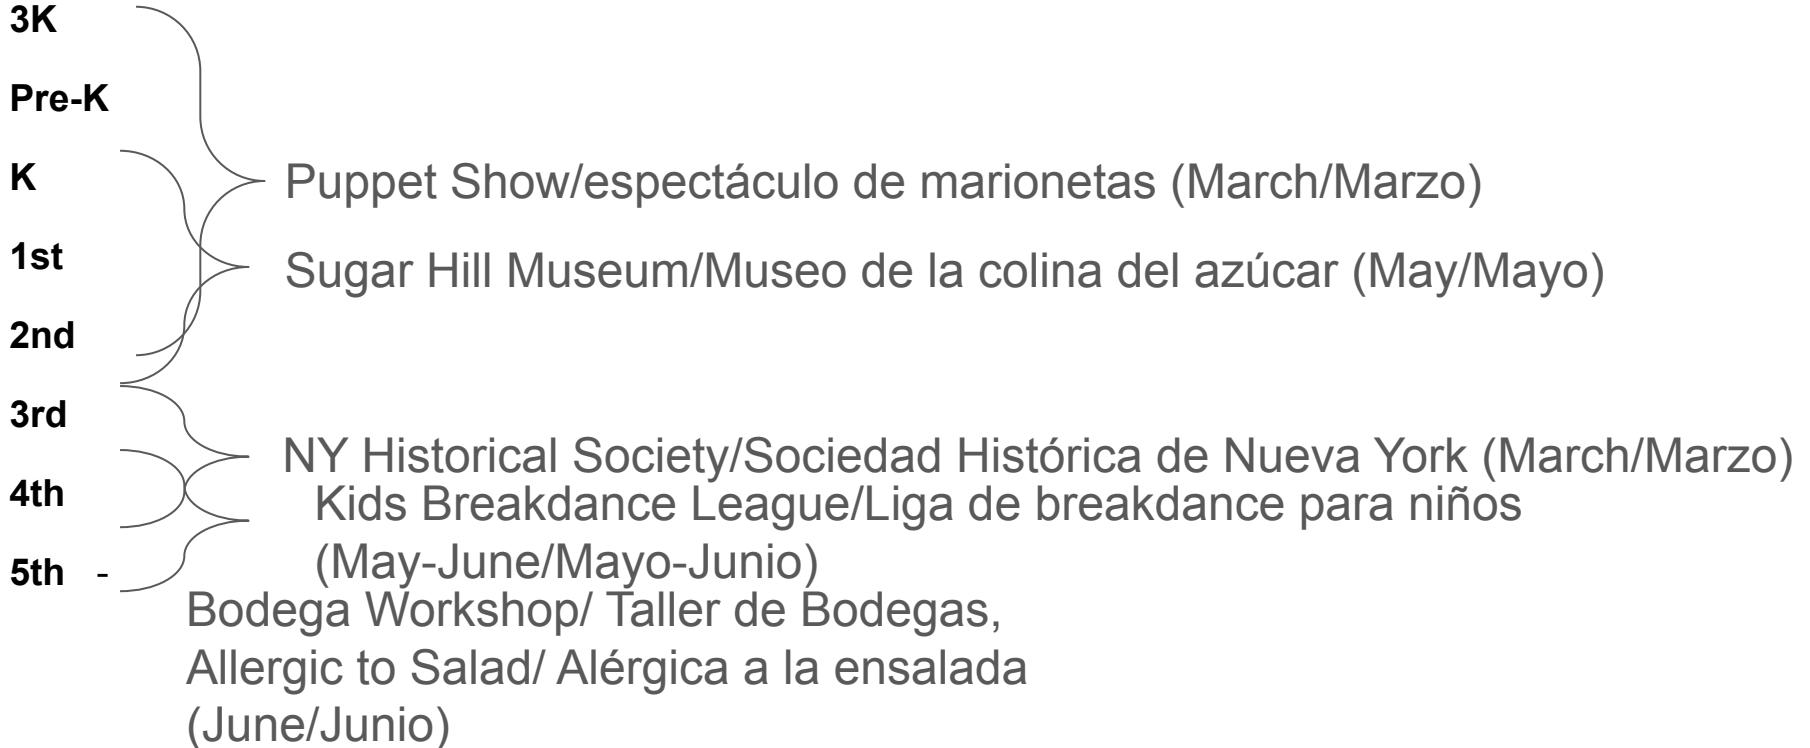 3K
Pre-K
K
Puppet Show/espectáculo de marionetas (March/Marzo)
1st
Sugar Hill Museum/Museo de la colina del azúcar (May/Mayo)
2nd
3rd
NY Historical Society/Sociedad Histórica de Nueva York (March/Marzo)
4th
Kids Breakdance League/Liga de breakdance para niños
(May-June/Mayo-Junio)
5th -
Bodega Workshop/ Taller de Bodegas,
Allergic to Salad/ Alérgica a la ensalada
(June/Junio)